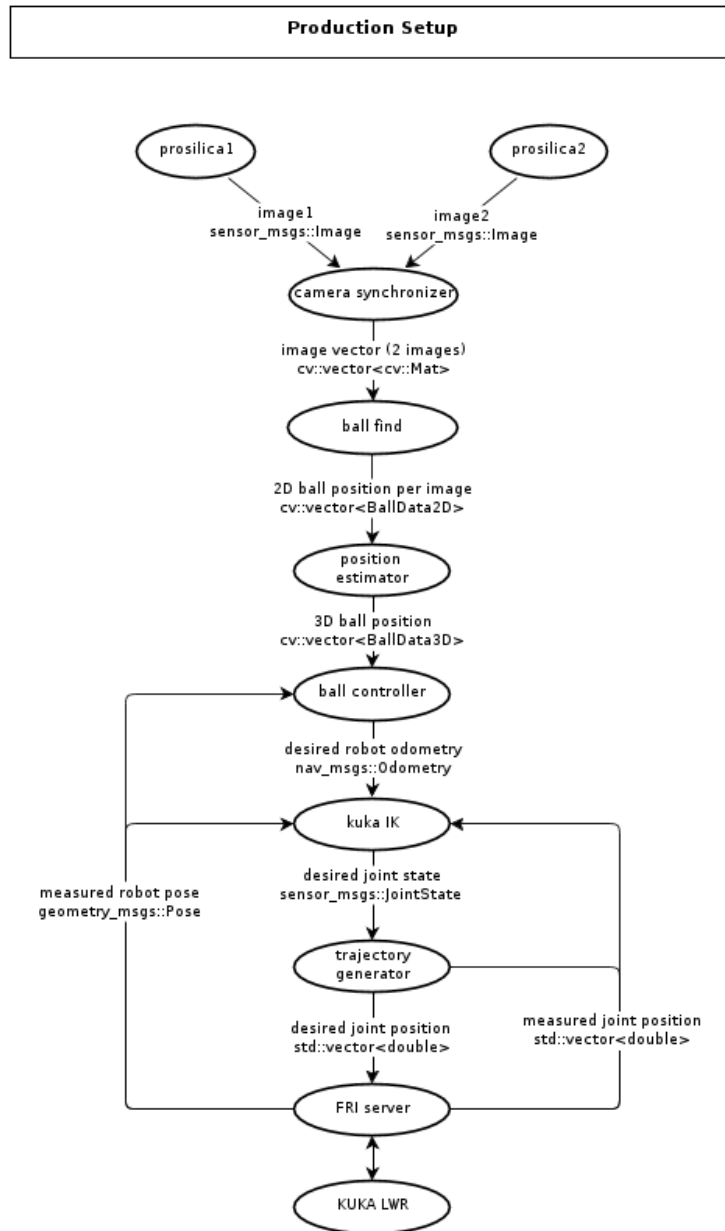 Production Setup
prosilica1
prosilica2
image1
sensor_msgs::Image
image2
sensor_msgs::Image
camera synchronizer
image vector (2 images)
cv::vector<cv::Mat>
ball find
2D ball position per image
cv::vector<BallData2D>
position
estimator
3D ball position
cv::vector<BallData3D>
ball controller
desired robot odometry
nav_msgs::Odometry
kuka IK
desired joint state
sensor_msgs::JointState
measured robot pose
geometry_msgs::Pose
trajectory
generator
desired joint position
std::vector<double>
measured joint position
std::vector<double>
FRI server
KUKA LWR